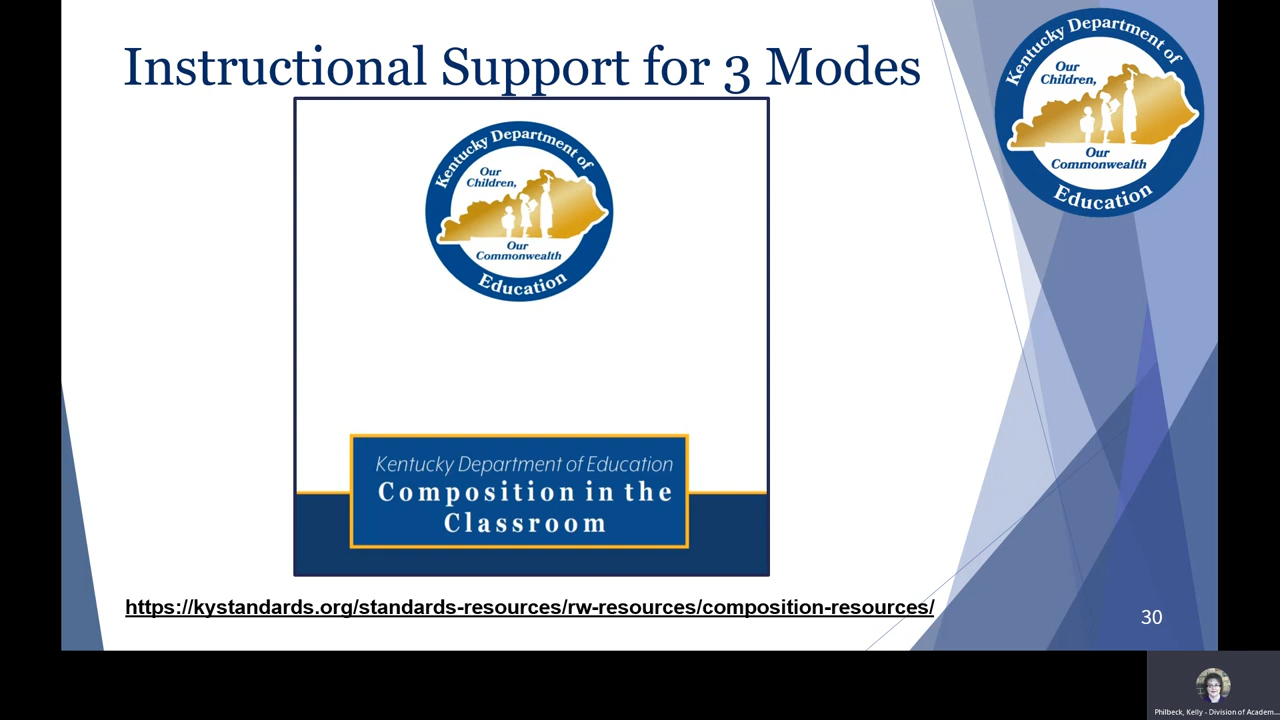 Instructional Support for 3 Modes
Kentucky Department of
Our
Children,
Our
Commonwealth
Education
Kentucky Department of
Our
Children,
Our
Commonwealth
Education
Kentucky Department of Education
Composition in the
Classroom
https://kystandards.org/standards-resources/rw-resources/composition-resources/
30
Philbeck, Kelly - Division of Academ...